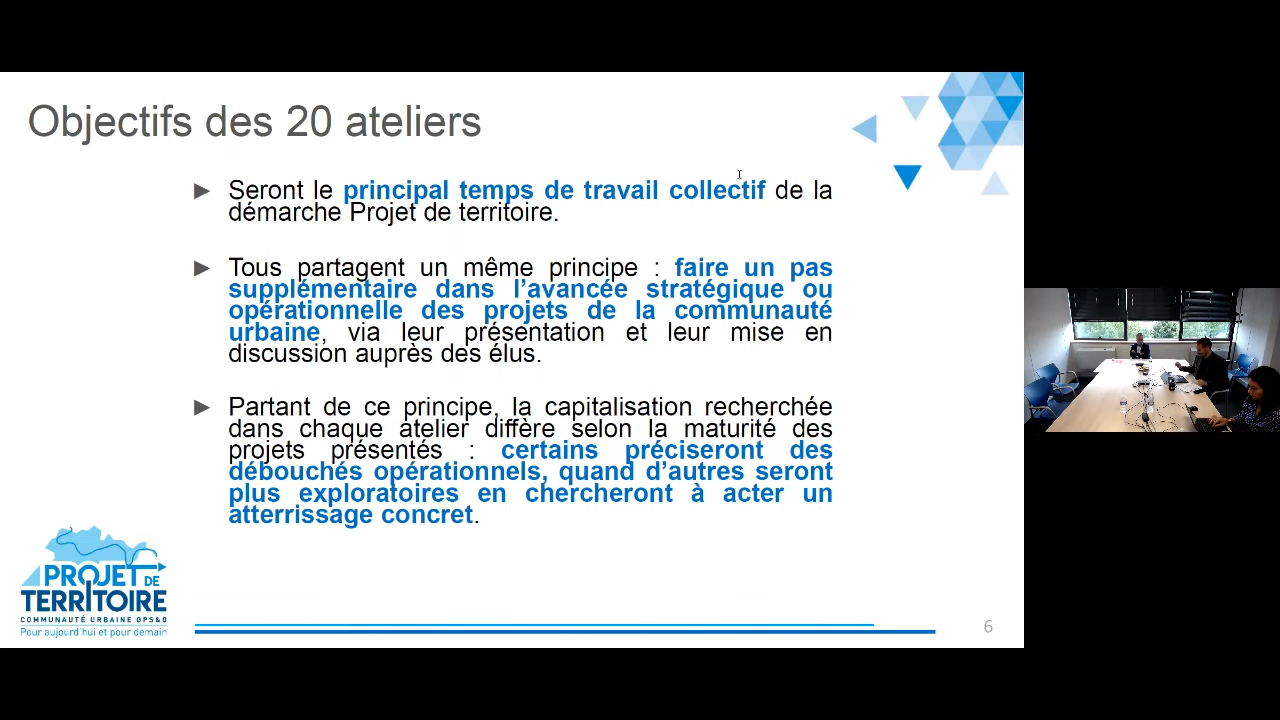 Objectifs des 20 ateliers
► Seront le principal temps de travail collectif de la
démarche Projet de territoire.
► Tous partagent un même principe : faire un pas
supplémentaire dans l’avancée stratégique ou
opérationnelle des projets de la communauté
urbaine, via leur présentation et leur mise en
discussion auprès des élus.
► Partant de ce principe, la capitalisation recherchée
dans chaque atelier diffère selon la maturité des
projets présentés : certains préciseront des
débouchés opérationnels, quand d’autres seront
plus exploratoires en chercheront à acter un
atterrissage concret.
PROJET DE
TERRITOIRE
COMMUNAUTÉ URBAINE GPS&O
Pour aujourd'hui et pour demain
6